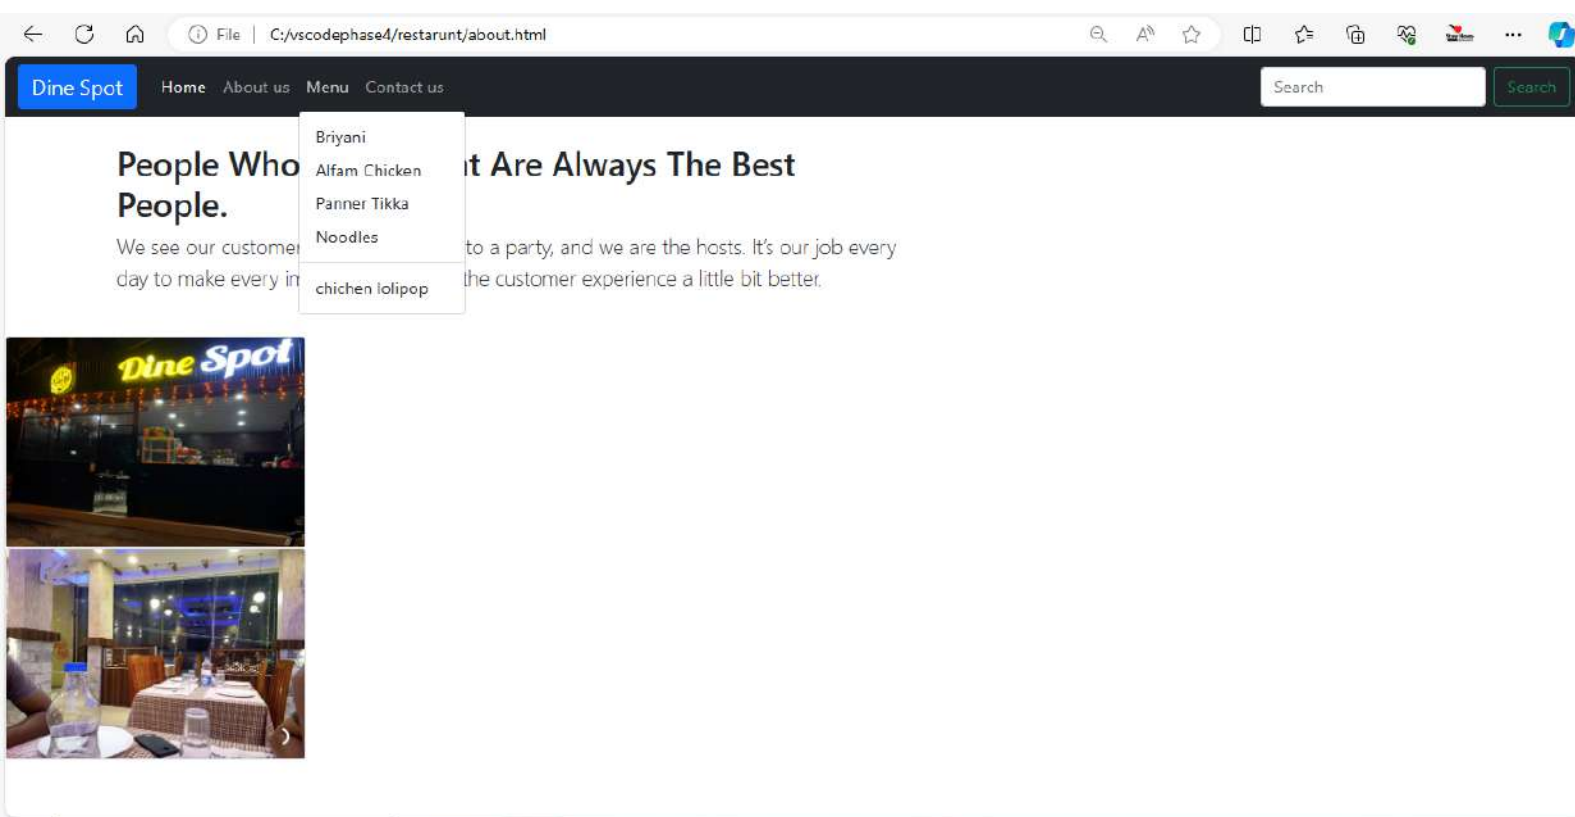 File | C:/vscodephase4/restarunt/about.html
Dine Spot Home About us Menu Contact us Search Search
Briyani
Alfam Chicken
Panner Tikka
Noodles
chichen lolipop
People Who t Are Always The Best
People.
We see our customer to a party, and we are the hosts. It's our job every
day to make every im the customer experience a little bit better.
Dine Spot